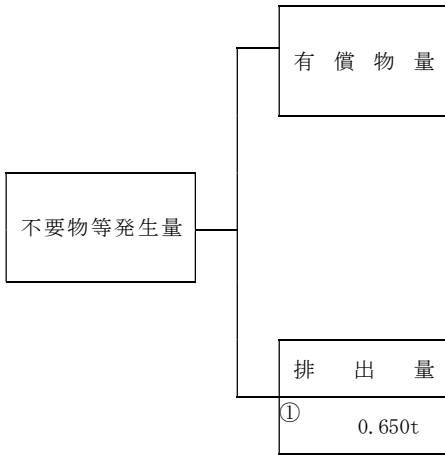 有償物量
不要物等発生量
排出量
①
0.650t